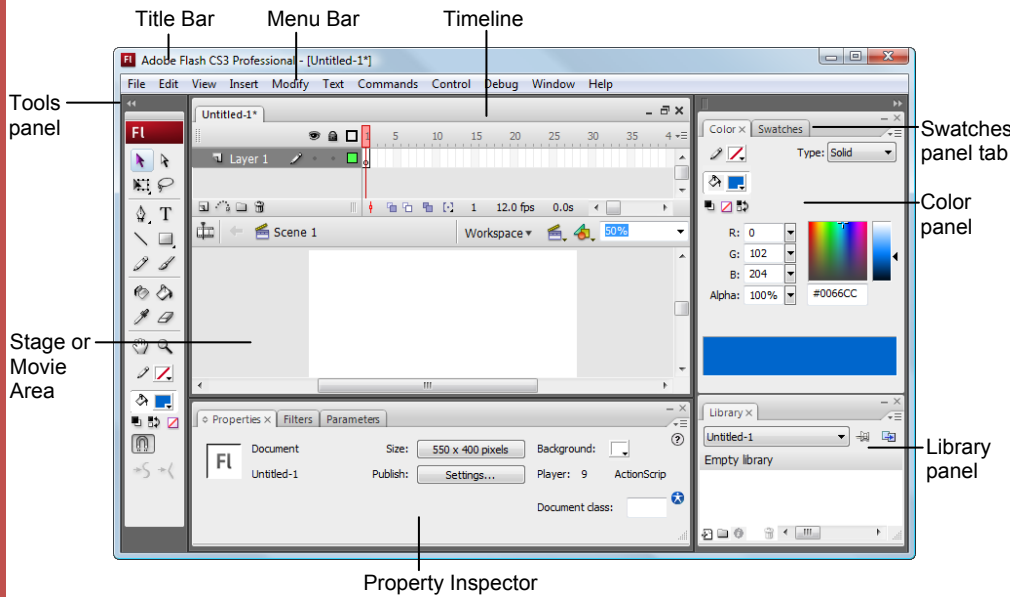 Title Bar
Menu Bar
Timeline
Fl Adobe Flash CS3 Professional - [Untitled-1*]
File Edit View Insert Modify Text Commands Control Debug Window Help
Tools
panel
Fl
T
Untitled-1*
1 5 10 15 20 25 30 35 4
Layer 1
1 12.0 fps 0.0s
Scene 1 Workspace 50%
Color Swatches
Type: Solid
R: 0
G: 102
B: 204
Alpha: 100% #0066CC
Swatches
panel tab
Color
panel
Stage or
Movie
Area
Properties Filters Parameters
FL Document Size: 550 x 400 pixels Background:
Untitled-1 Publish: Settings... Player: 9 ActionScrip
Document class:
Library
Untitled-1
Empty library
Library
panel
Property Inspector